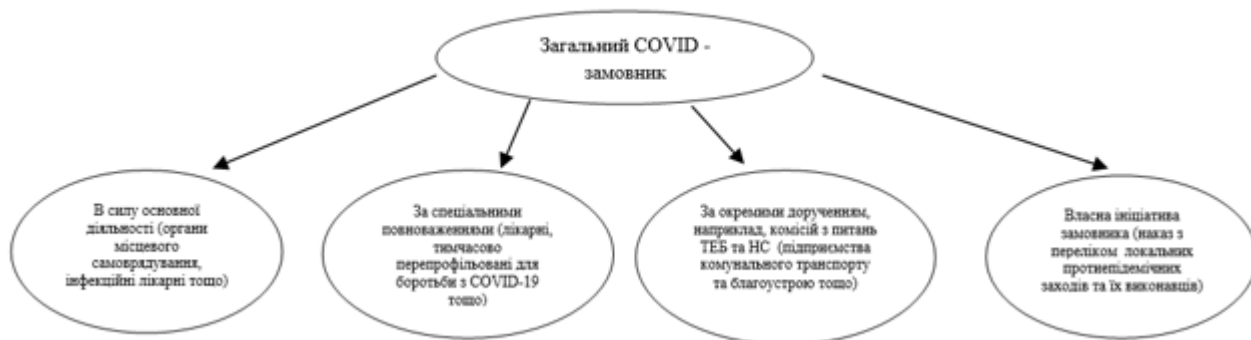 Загальний COVID -
замовник
В силу основної
діяльності (органи
місцевого
самоврядування,
інфекційні лікарні тощо)
За спеціальними
повноваженнями (лікарні,
тимчасово
перепрофільовані для
боротьби з COVID-19
тощо)
За окремими дорученням,
наприклад, комісій з питань
ТЕБ та НС (підприємства
комунального транспорту
та благоустрою тощо)
Власна ініціатива
замовника (наказ з
переліком локальних
протиепідемічних
заходів та їх виконавців)